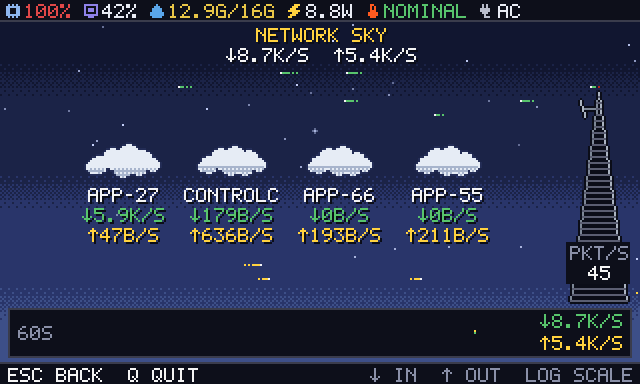 100% 42% 12.9G/16G 8.8W NOMINAL AC
NETWORK SKY
↓8.7K/S ↑5.4K/S
APP-27 CONTROLC APP-66 APP-55
↓5.9K/S ↓179B/S ↓0B/S ↓0B/S
↑47B/S ↑636B/S ↑193B/S ↑211B/S
PKT/S
45
60S
↓8.7K/S
↑5.4K/S
ESC BACK Q QUIT ↓ IN ↑ OUT LOG SCALE